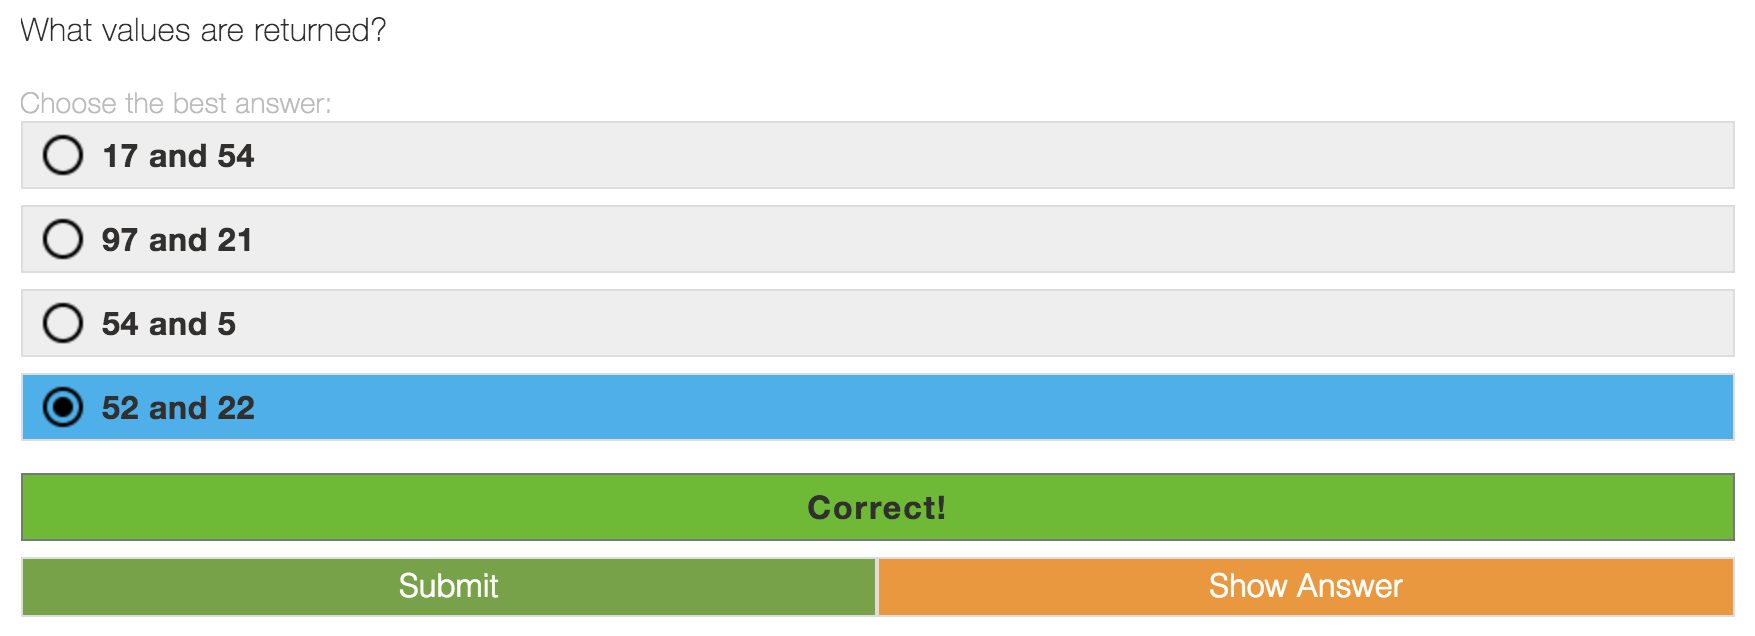 What values are returned?
Choose the best answer:
17 and 54
97 and 21
54 and 5
52 and 22
Correct!
Submit
Show Answer